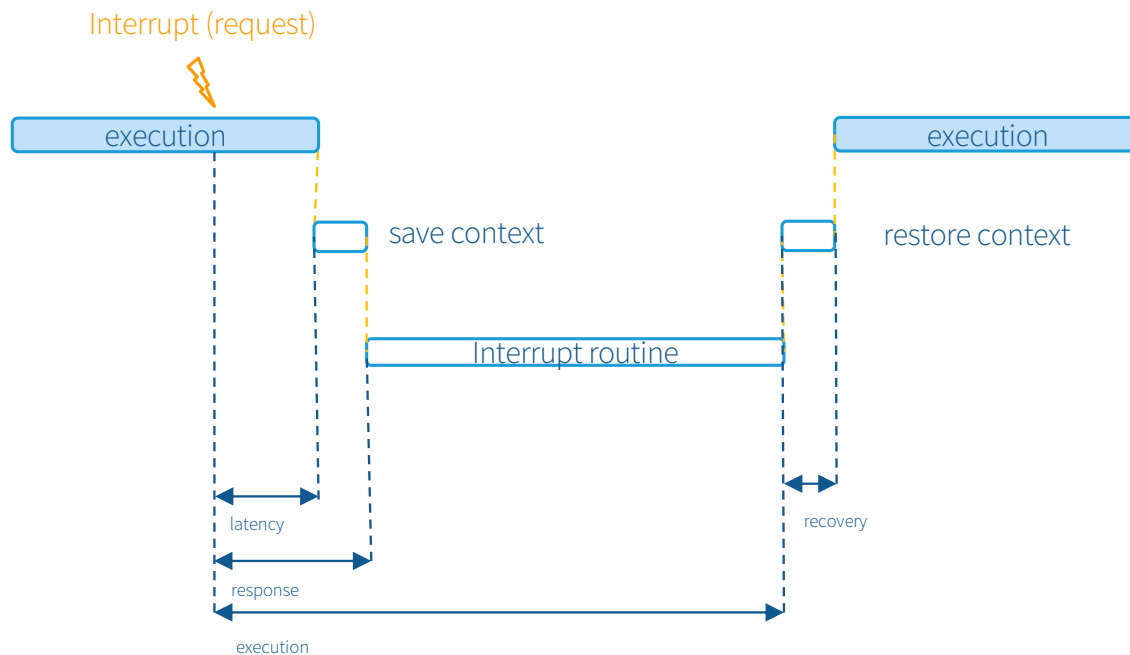 Interrupt (request)
execution
execution
save context
restore context
Interrupt routine
latency
recovery
response
execution